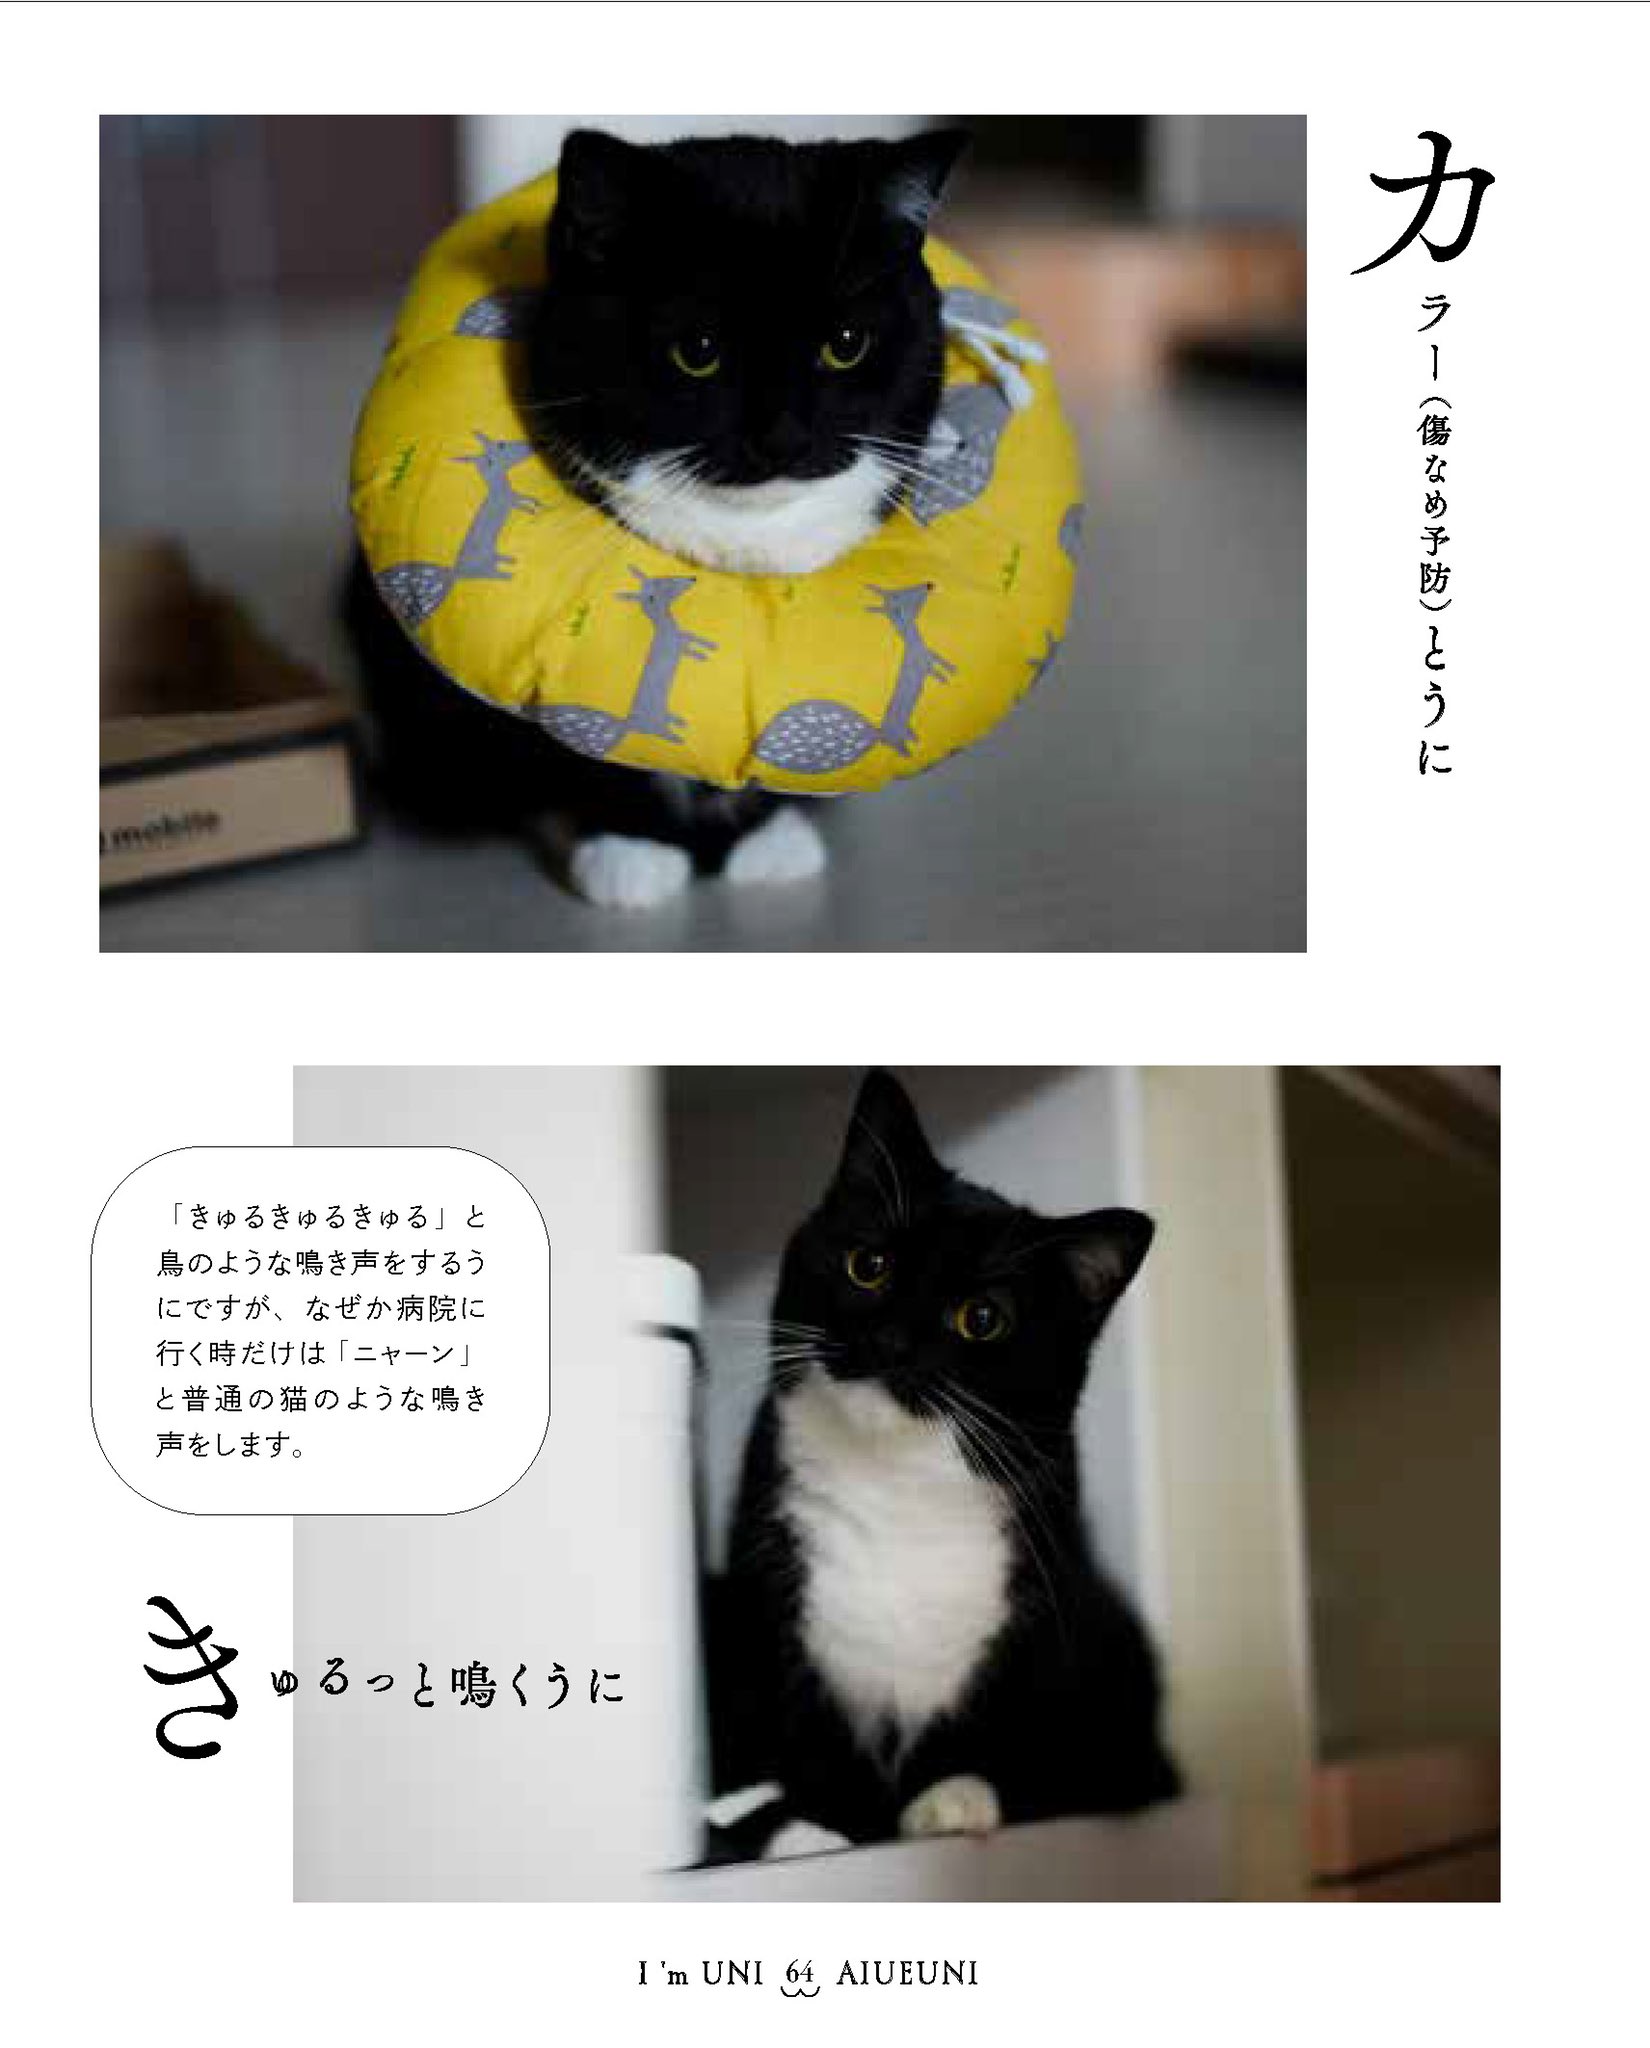 カラー(傷なめ予防)とうに
mobile
「きゅるきゅるきゅる」と
鳥のような鳴き声をするう
にですが、なぜか病院に
行く時だけは「ニャーン」
と普通の猫のような鳴き
声をします。
きゅるっと鳴くうに
I 'm UNI 64 AIUEUNI